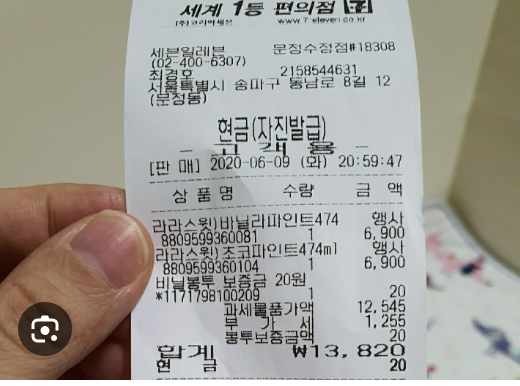 세계 1등 편의점
(주)코리아세븐 www.7-eleven.co.kr
세븐일레븐 문정수정점#18308
(02-400-6307)
최경호 2158544631
서울특별시 송파구 동남로 8길 12
(문정동)
현금(자진발급)
- 고 객 용 -
[판 매] 2020-06-09 (화) 20:59:47
상 품 명 수량 금 액
라라스윗)바닐라파인트474 행사
8809599360081 1 6,900
라라스윗)초코파인트474ml 행사
8809599360104 1 6,900
비닐봉투 보증금 20원
*1171798100209 1 20
과세물품가액 12,545
부 가 세 1,255
봉투보증금액 20
합계 ₩13,820
현 금 20